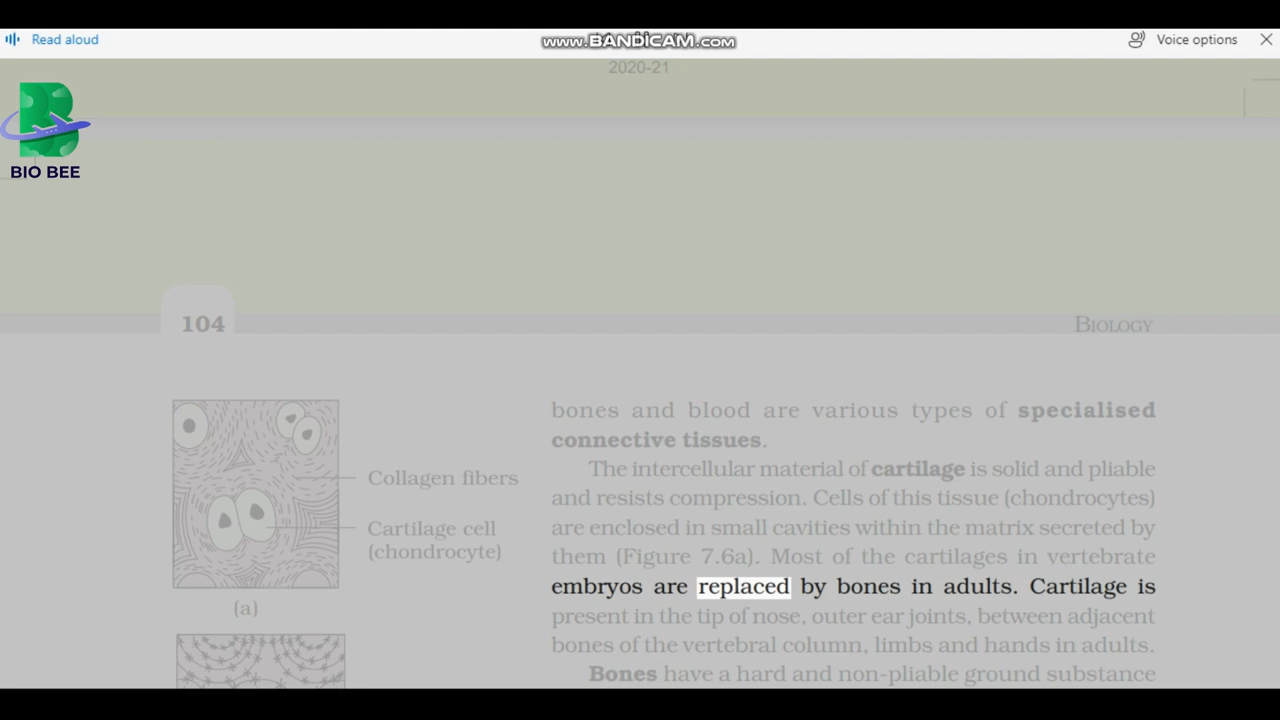 Read aloud
www.BANDICAM.com
Voice options
2020-21
BIO BEE
104
BIOLOGY
Collagen fibers
Cartilage cell
(chondrocyte)
(a)
bones and blood are various types of specialised
connective tissues.
The intercellular material of cartilage is solid and pliable
and resists compression. Cells of this tissue (chondrocytes)
are enclosed in small cavities within the matrix secreted by
them (Figure 7.6a). Most of the cartilages in vertebrate
embryos are replaced by bones in adults. Cartilage is
present in the tip of nose, outer ear joints, between adjacent
bones of the vertebral column, limbs and hands in adults.
Bones have a hard and non-pliable ground substance